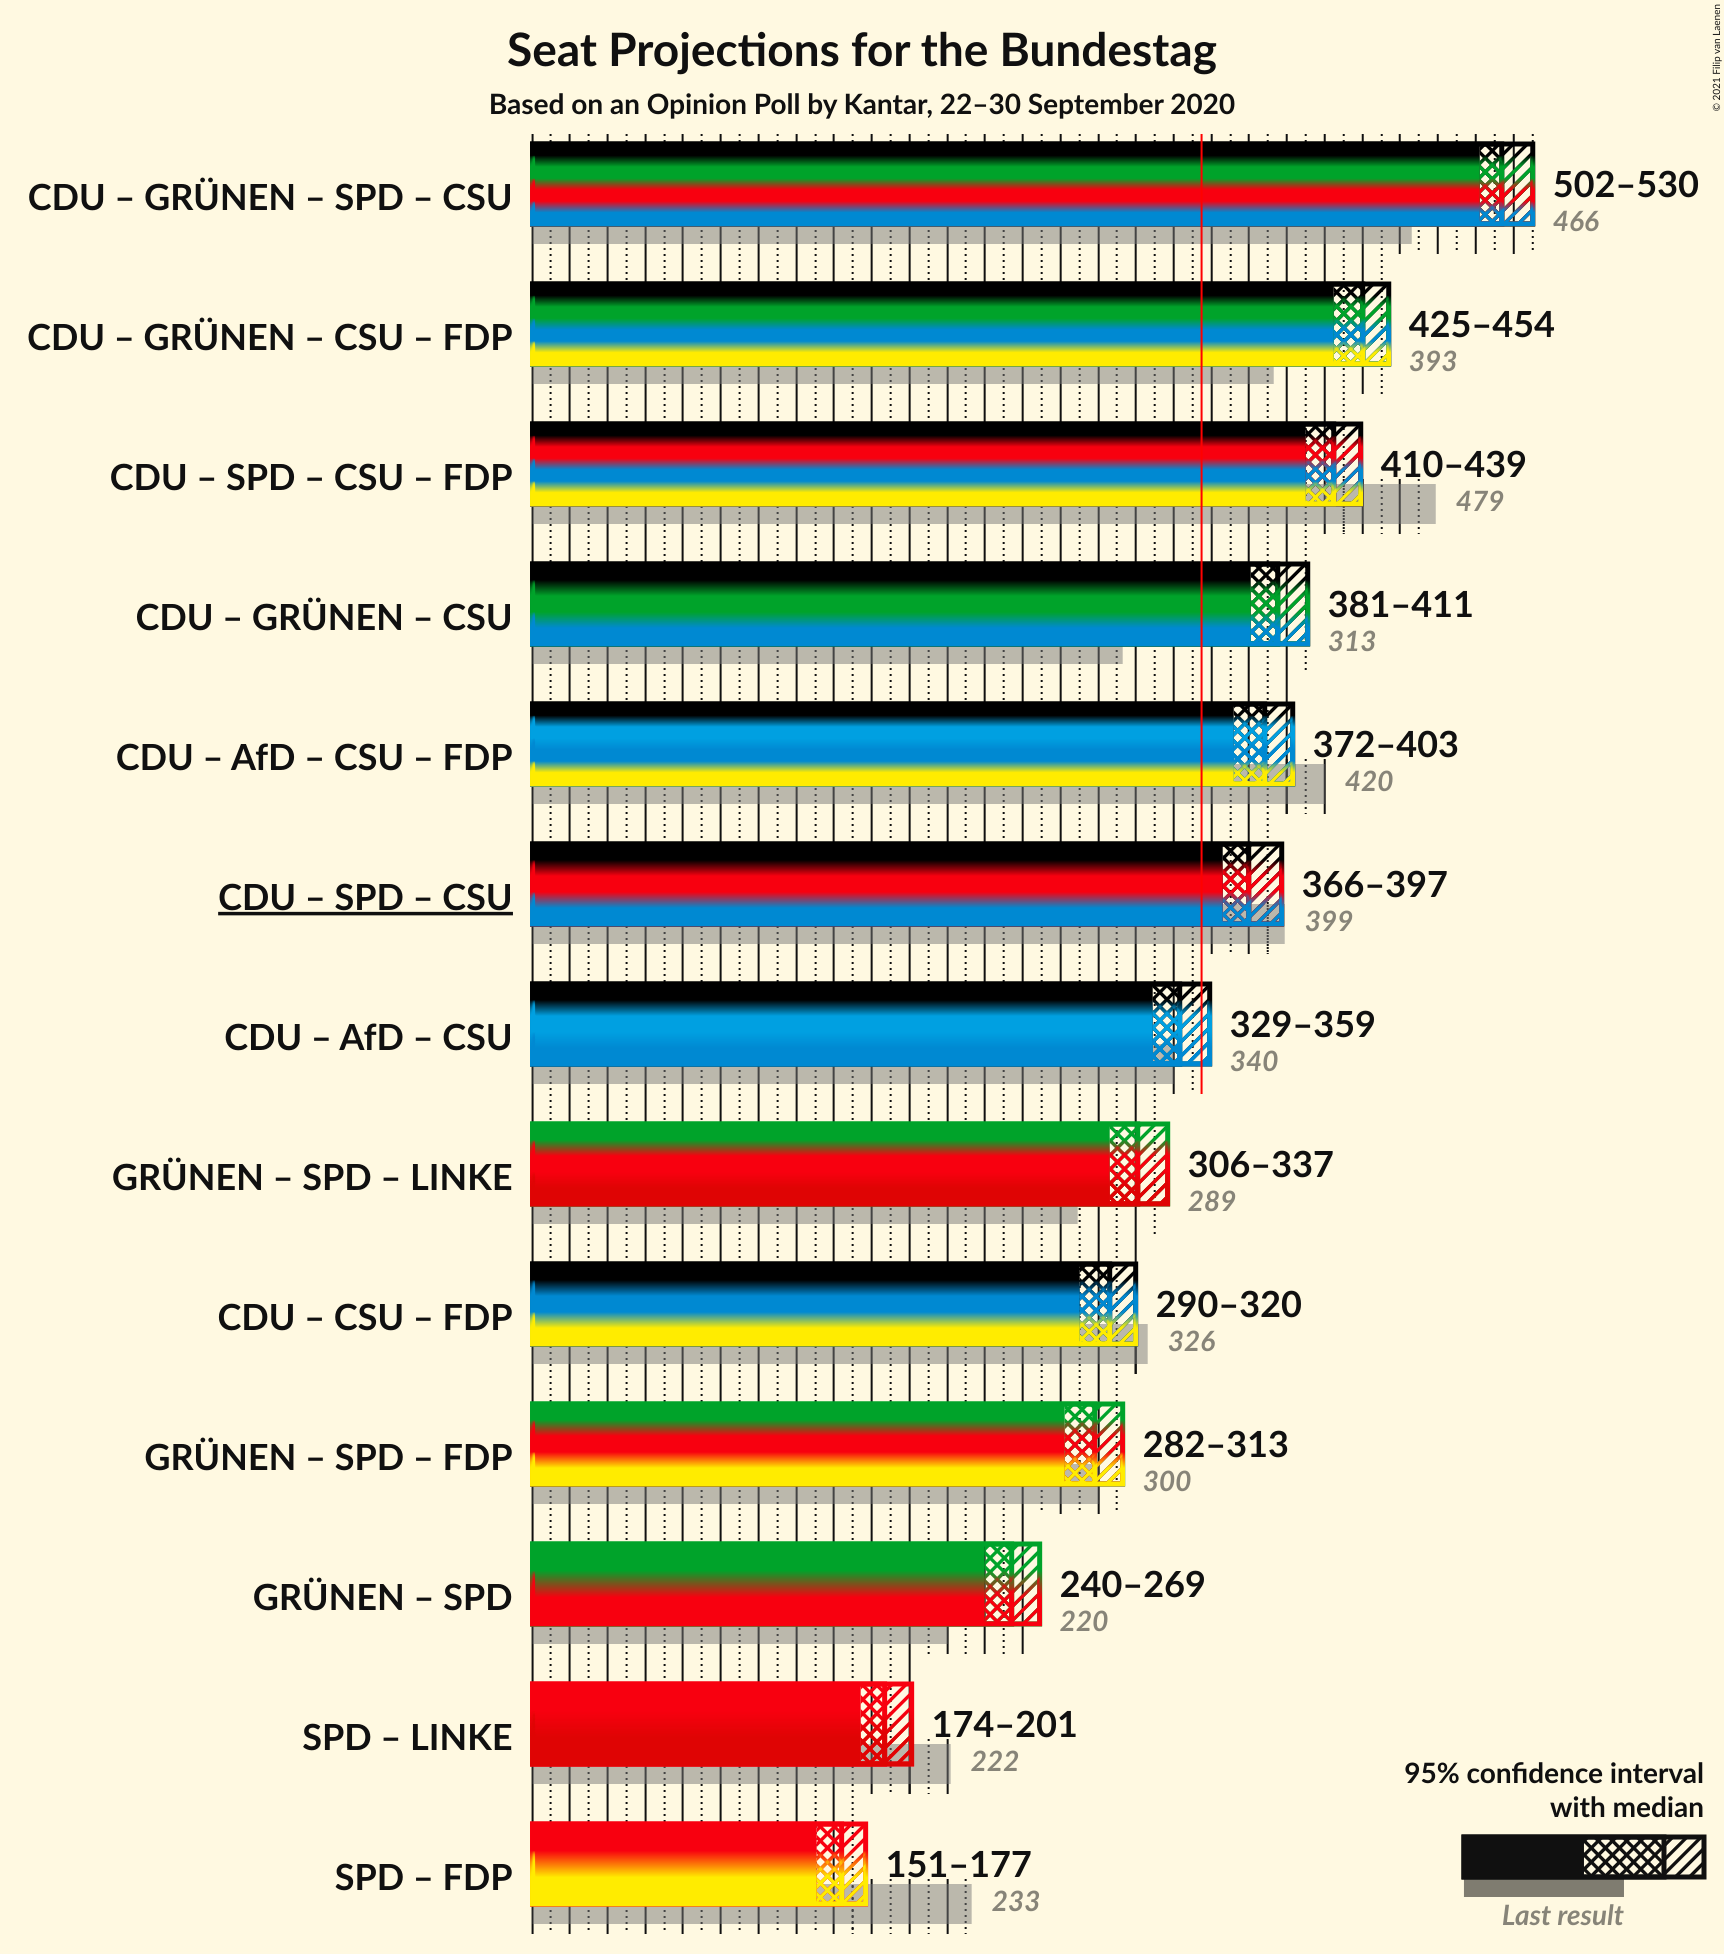 Seat Projections for the Bundestag
Based on an Opinion Poll by Kantar, 22–30 September 2020
© 2021 Filip van Laenen
CDU – GRÜNEN – SPD – CSU
502–530
466
CDU – GRÜNEN – CSU – FDP
425–454
393
CDU – SPD – CSU – FDP
410–439
479
CDU – GRÜNEN – CSU
381–411
313
CDU – AfD – CSU – FDP
372–403
420
CDU – SPD – CSU
366–397
399
CDU – AfD – CSU
329–359
340
GRÜNEN – SPD – LINKE
306–337
289
CDU – CSU – FDP
290–320
326
GRÜNEN – SPD – FDP
282–313
300
GRÜNEN – SPD
240–269
220
SPD – LINKE
174–201
222
SPD – FDP
151–177
233
95% confidence interval
with median
Last result